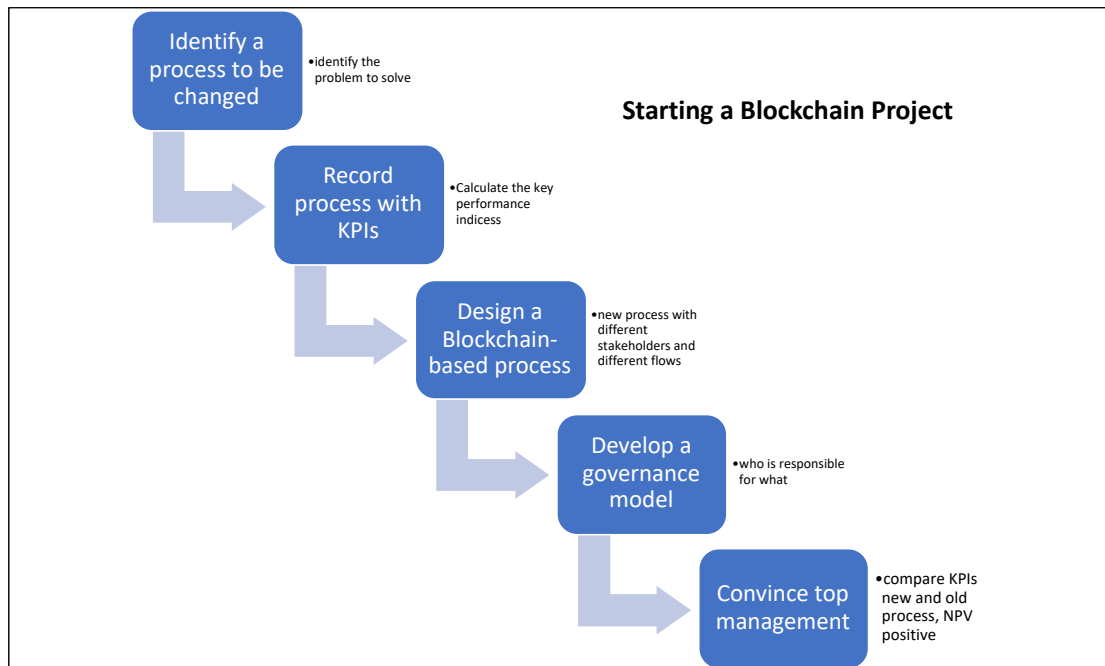 Starting a Blockchain Project
Identify a
process to be
changed
•identify the
problem to solve
Record
process with
KPIs
•Calculate the key
performance
indicess
Design a
Blockchain-
based process
•new process with
different
stakeholders and
different flows
Develop a
governance
model
•who is responsible
for what
Convince top
management
•compare KPIs
new and old
process, NPV
positive